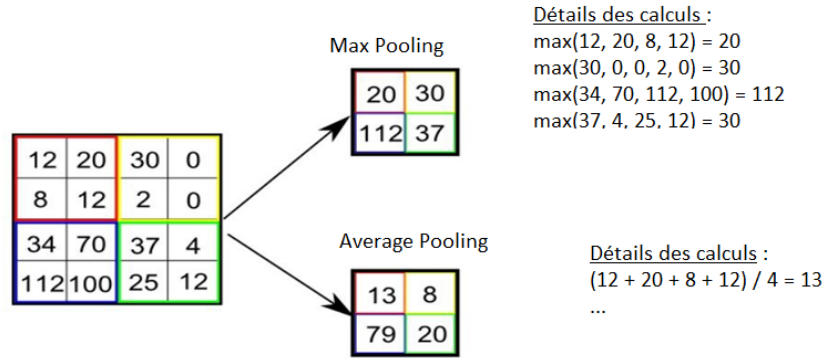 Détails des calculs :
max(12, 20, 8, 12) = 20
max(30, 0, 0, 2, 0) = 30
max(34, 70, 112, 100) = 112
max(37, 4, 25, 12) = 30
Max Pooling
20 30
112 37
12 20 30 0
8 12 2 0
34 70 37 4
112 100 25 12
Average Pooling
13 8
79 20
Détails des calculs :
(12 + 20 + 8 + 12) / 4 = 13
...